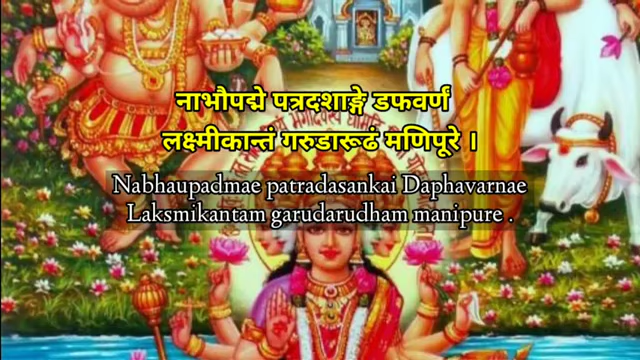 नाभौपद्मे पत्रदशाङ्के डफवर्णं
लक्ष्मीकान्तं गरुडारूढं मणिपूरे ।
Nabhaupadmae patradasankai Daphavarnae
Laksmikantam garudarudham manipure .